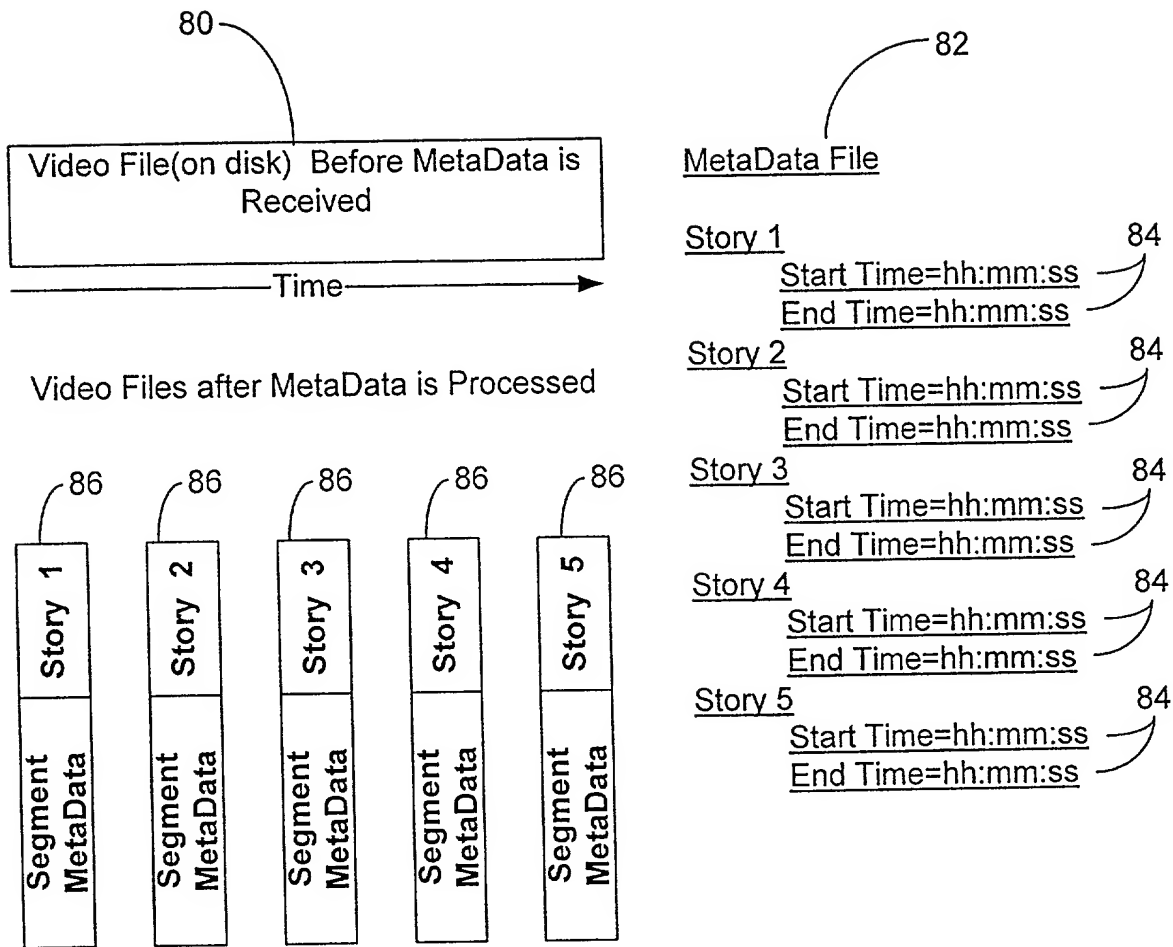 80
Video File(on disk) Before MetaData is
Received
Time
Video Files after MetaData is Processed
86
86
86
86
86
Story 1
Segment
MetaData
Story 2
Segment
MetaData
Story 3
Segment
MetaData
Story 4
Segment
MetaData
Story 5
Segment
MetaData
82
MetaData File
Story 1
84
Start Time=hh:mm:ss
End Time=hh:mm:ss
Story 2
84
Start Time=hh:mm:ss
End Time=hh:mm:ss
Story 3
84
Start Time=hh:mm:ss
End Time=hh:mm:ss
Story 4
84
Start Time=hh:mm:ss
End Time=hh:mm:ss
Story 5
84
Start Time=hh:mm:ss
End Time=hh:mm:ss